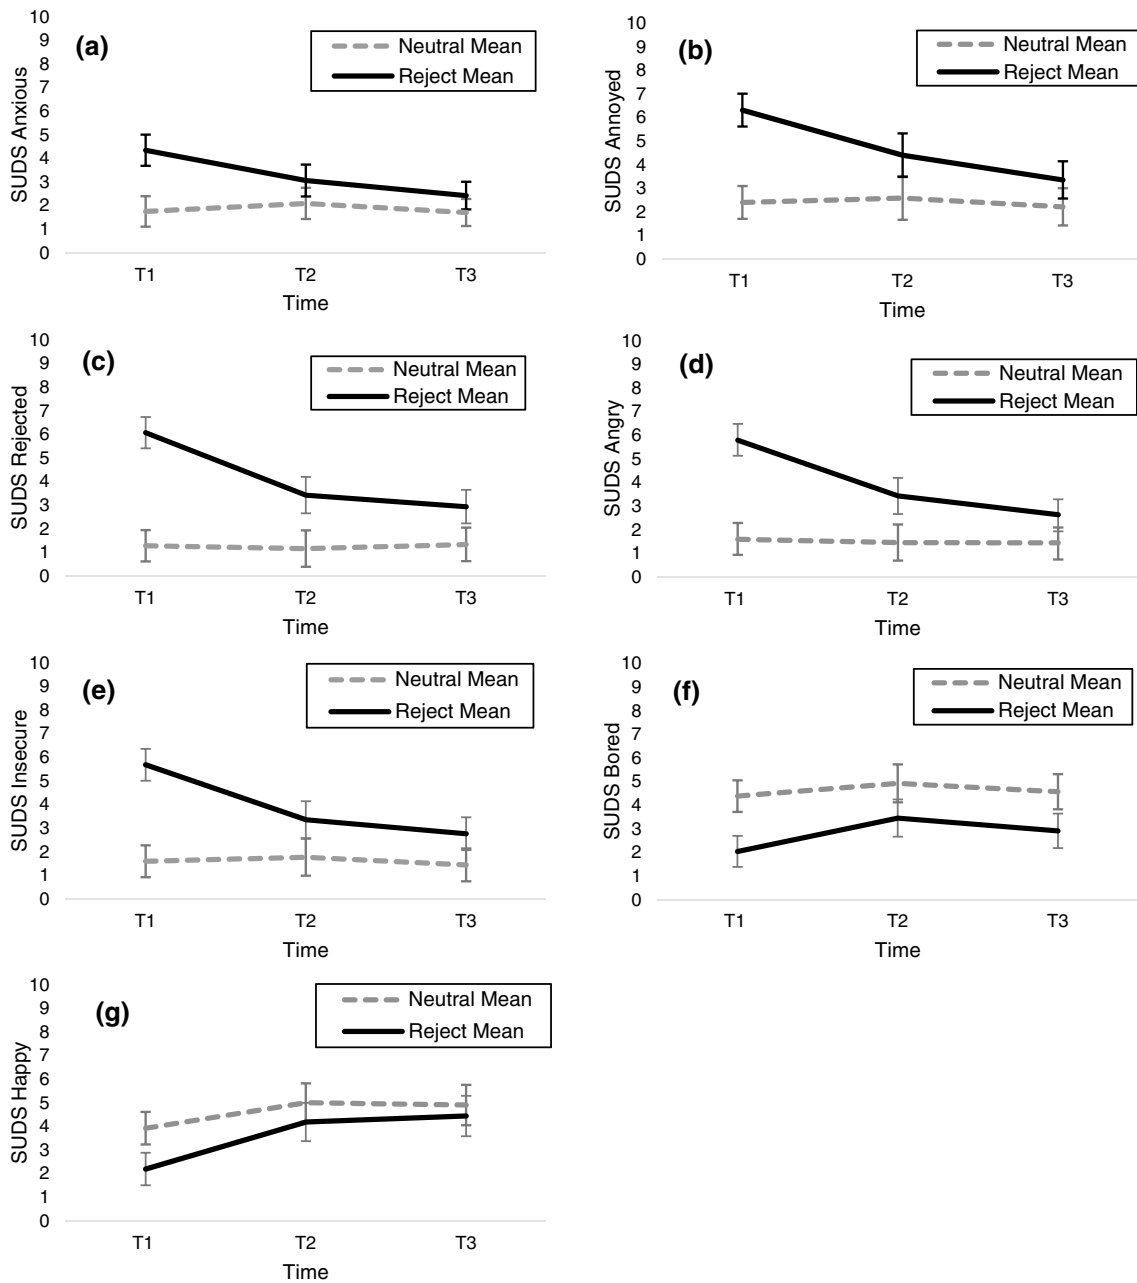 (a)
SUDS Anxious
10
9
8
7
6
5
4
3
2
1
0
Neutral Mean
Reject Mean
T1 T2 T3
Time
(b)
SUDS Annoyed
10
9
8
7
6
5
4
3
2
1
0
Neutral Mean
Reject Mean
T1 T2 T3
Time
(c)
SUDS Rejected
10
9
8
7
6
5
4
3
2
1
0
Neutral Mean
Reject Mean
T1 T2 T3
Time
(d)
SUDS Angry
10
9
8
7
6
5
4
3
2
1
0
Neutral Mean
Reject Mean
T1 T2 T3
Time
(e)
SUDS Insecure
10
9
8
7
6
5
4
3
2
1
0
Neutral Mean
Reject Mean
T1 T2 T3
Time
(f)
SUDS Bored
10
9
8
7
6
5
4
3
2
1
0
Neutral Mean
Reject Mean
T1 T2 T3
Time
(g)
SUDS Happy
10
9
8
7
6
5
4
3
2
1
0
Neutral Mean
Reject Mean
T1 T2 T3
Time